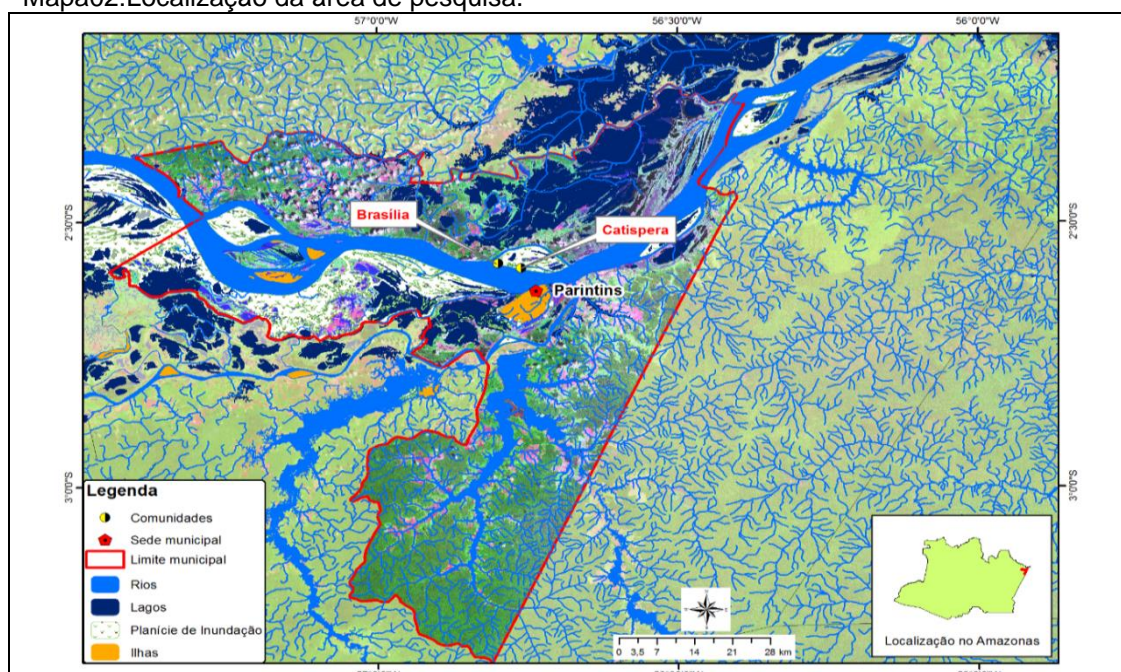 Mapa02.Localização da área de pesquisa.
57°0'0"W 56°30'0"W 56°0'0"W
2°30'0"S 2°30'0"S
Brasília
Catispera
Parintins
3°0'0"S 3°0'0"S
Legenda
Comunidades
Sede municipal
Limite municipal
Rios
Lagos
Planície de Inundação
Ilhas
0 3,5 7 14 21 28 km
Localização no Amazonas